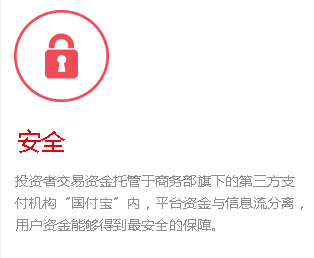 安全
投资者交易资金托管于商务部旗下的第三方支
付机构“国付宝”内，平台资金与信息流分离，
用户资金能够得到最安全的保障。